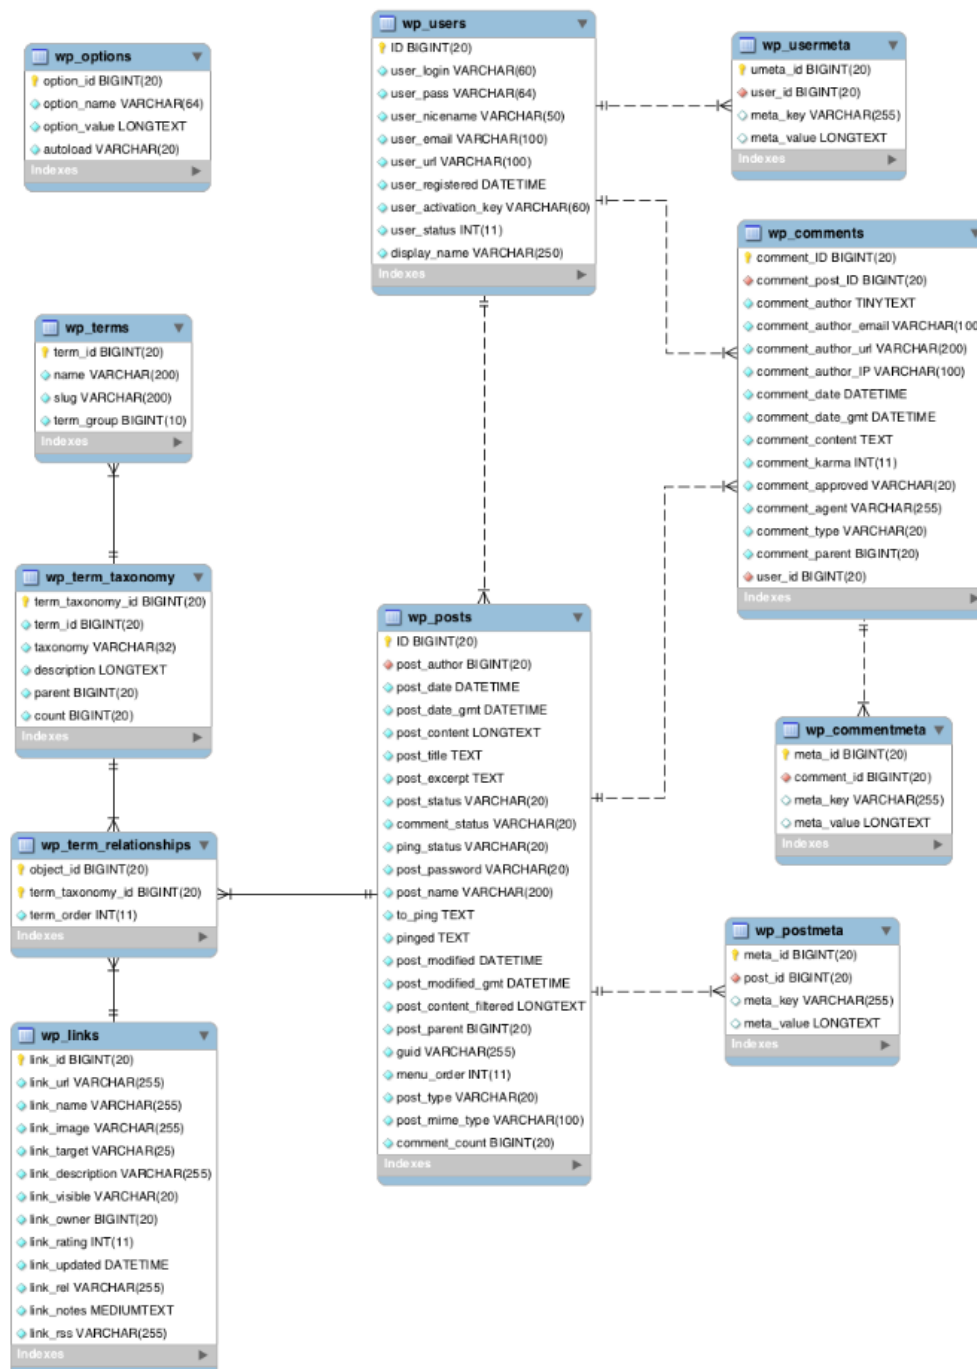 wp_options
option_id BIGINT(20)
option_name VARCHAR(64)
option_value LONGTEXT
autoload VARCHAR(20)
Indexes
wp_users
ID BIGINT(20)
user_login VARCHAR(60)
user_pass VARCHAR(64)
user_nicename VARCHAR(50)
user_email VARCHAR(100)
user_url VARCHAR(100)
user_registered DATETIME
user_activation_key VARCHAR(60)
user_status INT(11)
display_name VARCHAR(250)
Indexes
wp_usermeta
umeta_id BIGINT(20)
user_id BIGINT(20)
meta_key VARCHAR(255)
meta_value LONGTEXT
Indexes
wp_comments
comment_ID BIGINT(20)
comment_post_ID BIGINT(20)
comment_author TINYTEXT
comment_author_email VARCHAR(100
comment_author_url VARCHAR(200)
comment_author_IP VARCHAR(100)
comment_date DATETIME
comment_date_gmt DATETIME
comment_content TEXT
comment_karma INT(11)
comment_approved VARCHAR(20)
comment_agent VARCHAR(255)
comment_type VARCHAR(20)
comment_parent BIGINT(20)
user_id BIGINT(20)
Indexes
wp_terms
term_id BIGINT(20)
name VARCHAR(200)
slug VARCHAR(200)
term_group BIGINT(10)
Indexes
wp_term_taxonomy
term_taxonomy_id BIGINT(20)
term_id BIGINT(20)
taxonomy VARCHAR(32)
description LONGTEXT
parent BIGINT(20)
count BIGINT(20)
Indexes
wp_posts
ID BIGINT(20)
post_author BIGINT(20)
post_date DATETIME
post_date_gmt DATETIME
post_content LONGTEXT
post_title TEXT
post_excerpt TEXT
post_status VARCHAR(20)
comment_status VARCHAR(20)
ping_status VARCHAR(20)
post_password VARCHAR(20)
post_name VARCHAR(200)
to_ping TEXT
pinged TEXT
post_modified DATETIME
post_modified_gmt DATETIME
post_content_filtered LONGTEXT
post_parent BIGINT(20)
guid VARCHAR(255)
menu_order INT(11)
post_type VARCHAR(20)
post_mime_type VARCHAR(100)
comment_count BIGINT(20)
Indexes
wp_commentmeta
meta_id BIGINT(20)
comment_id BIGINT(20)
meta_key VARCHAR(255)
meta_value LONGTEXT
Indexes
wp_term_relationships
object_id BIGINT(20)
term_taxonomy_id BIGINT(20)
term_order INT(11)
Indexes
wp_postmeta
meta_id BIGINT(20)
post_id BIGINT(20)
meta_key VARCHAR(255)
meta_value LONGTEXT
Indexes
wp_links
link_id BIGINT(20)
link_url VARCHAR(255)
link_name VARCHAR(255)
link_image VARCHAR(255)
link_target VARCHAR(25)
link_description VARCHAR(255)
link_visible VARCHAR(20)
link_owner BIGINT(20)
link_rating INT(11)
link_updated DATETIME
link_rel VARCHAR(255)
link_notes MEDIUMTEXT
link_rss VARCHAR(255)
Indexes